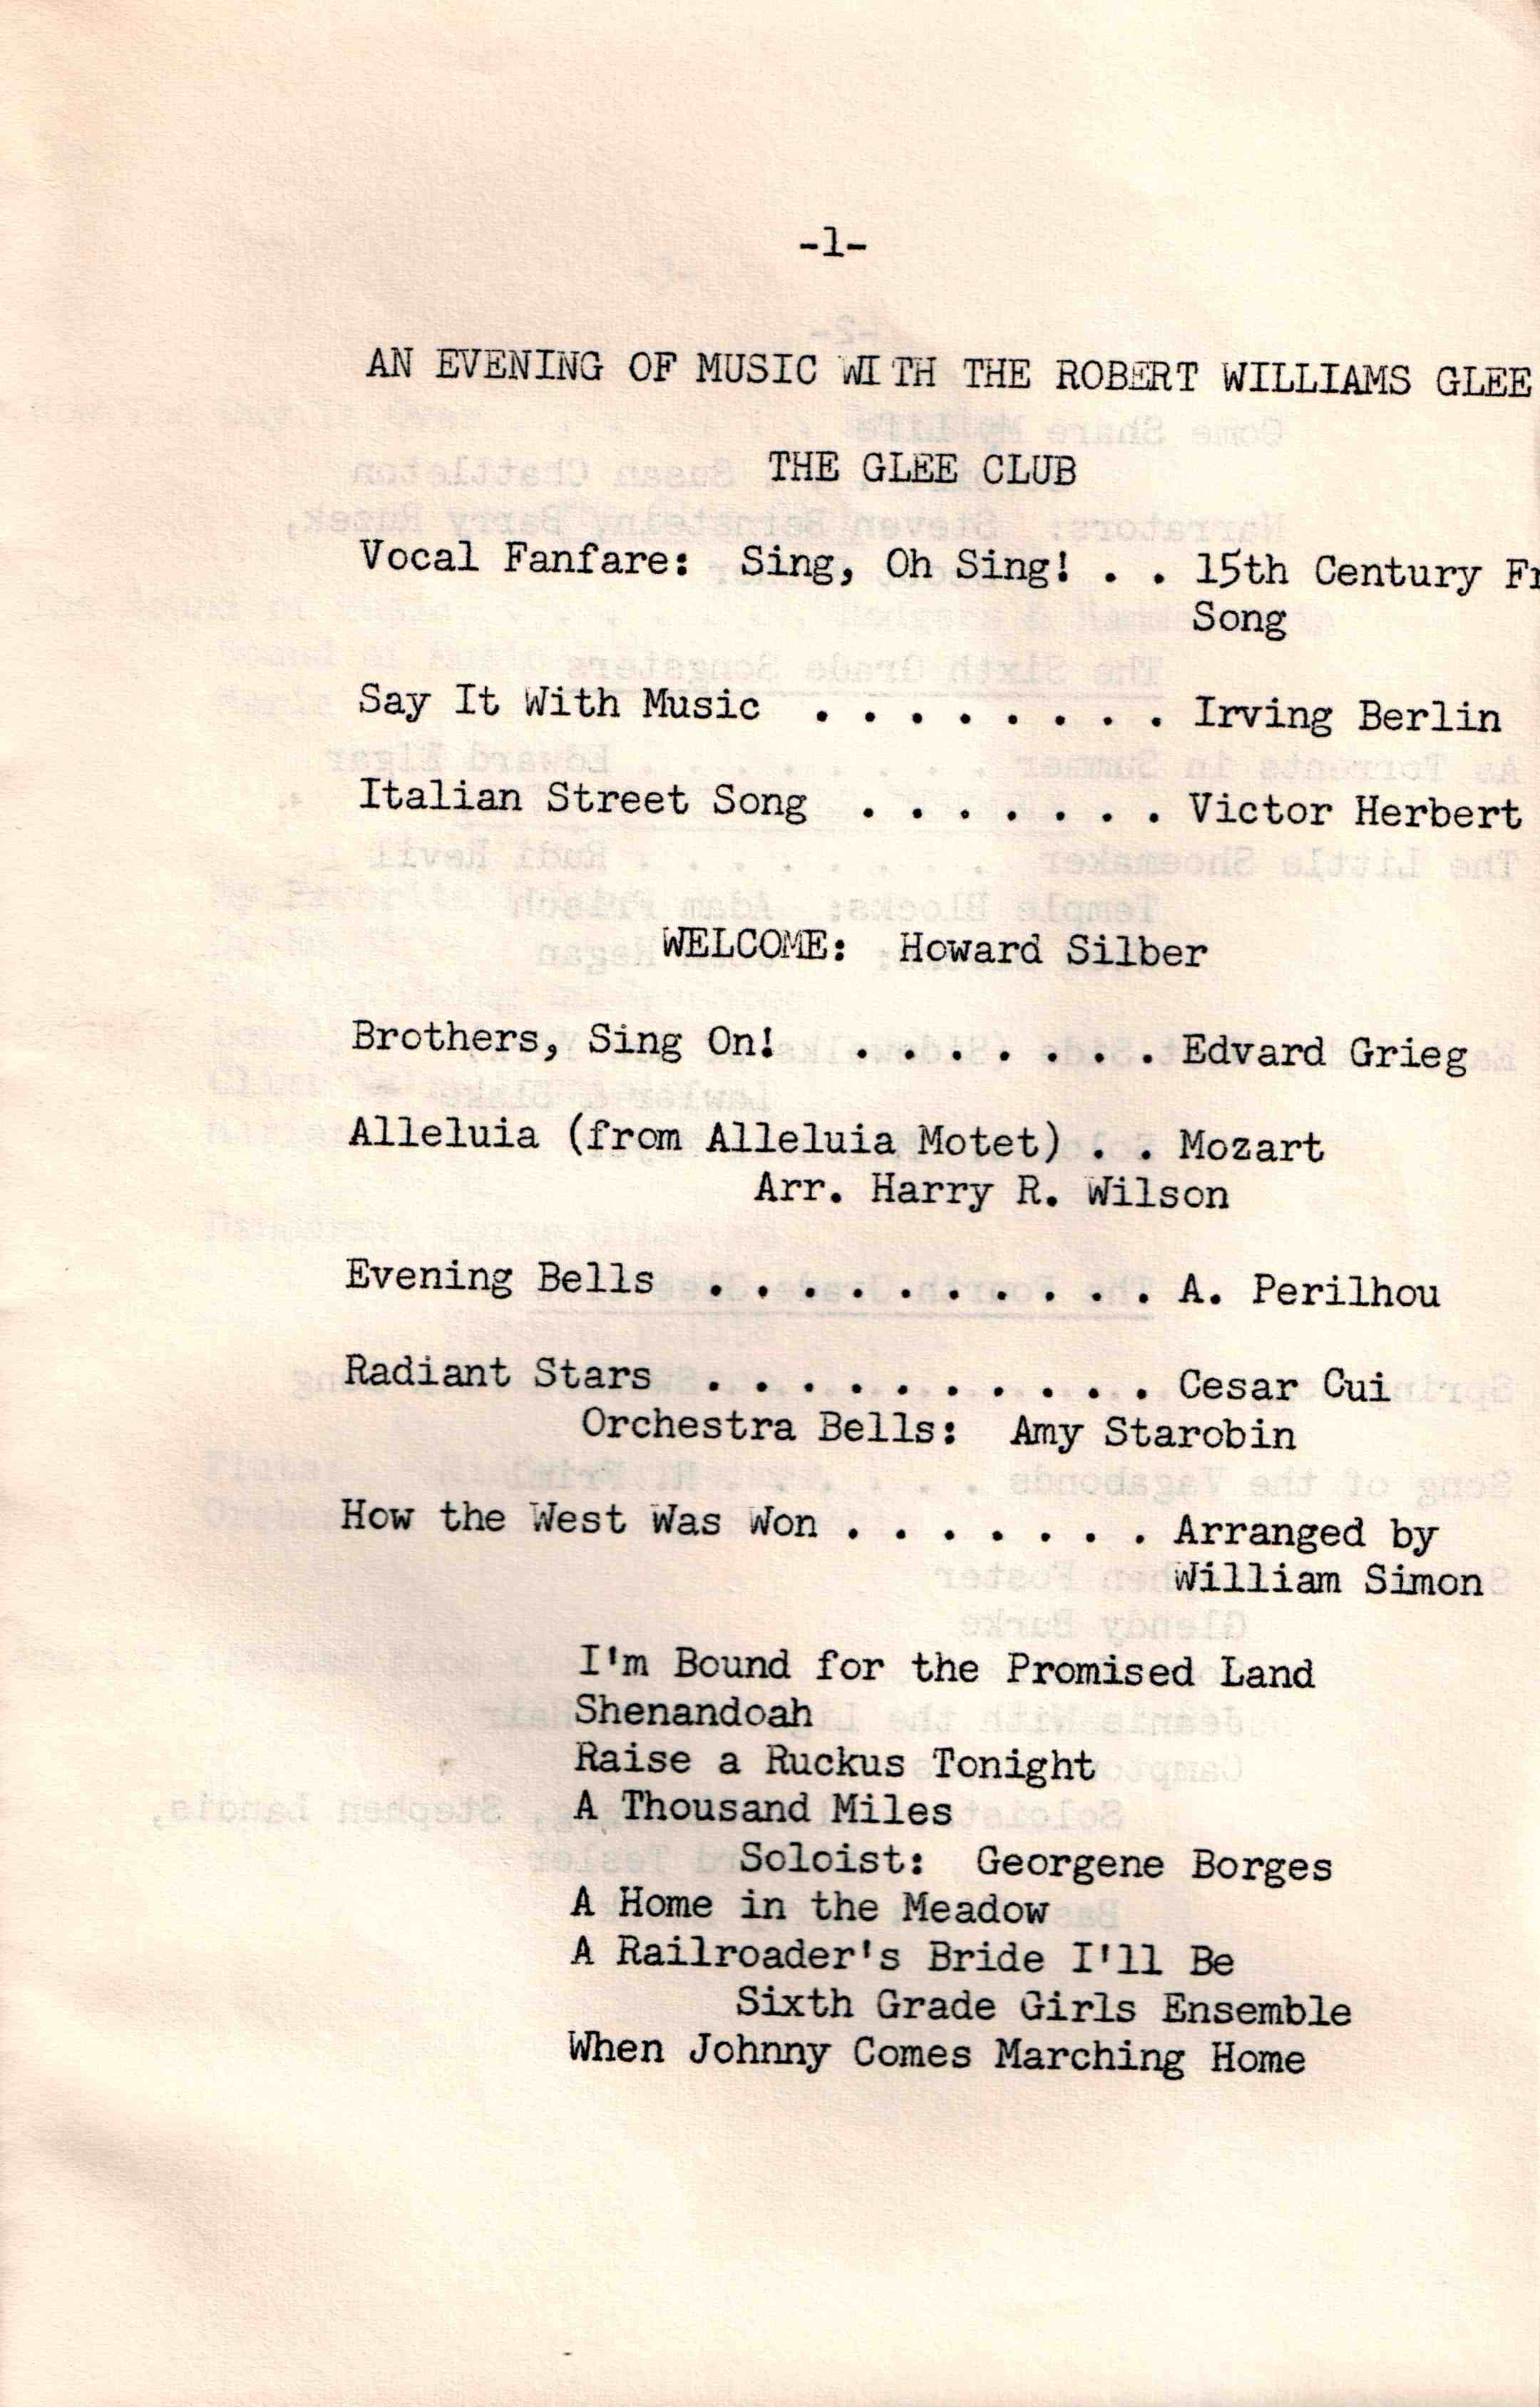 -1-
AN EVENING OF MUSIC WITH THE ROBERT WILLIAMS GLEE
THE GLEE CLUB
Vocal Fanfare: Sing, Oh Sing! . . 15th Century Fr
Song
Say It With Music . . . . . . . . Irving Berlin
Italian Street Song . . . . . . . Victor Herbert
WELCOME: Howard Silber
Brothers, Sing On! . . . . . . . Edvard Grieg
Alleluia (from Alleluia Motet) . . Mozart
Arr. Harry R. Wilson
Evening Bells . . . . . . . . . . A. Perilhou
Radiant Stars . . . . . . . . . . Cesar Cui
Orchestra Bells: Amy Starobin
How the West Was Won . . . . . . . Arranged by
William Simon
I'm Bound for the Promised Land
Shenandoah
Raise a Ruckus Tonight
A Thousand Miles
Soloist: Georgene Borges
A Home in the Meadow
A Railroader's Bride I'll Be
Sixth Grade Girls Ensemble
When Johnny Comes Marching Home